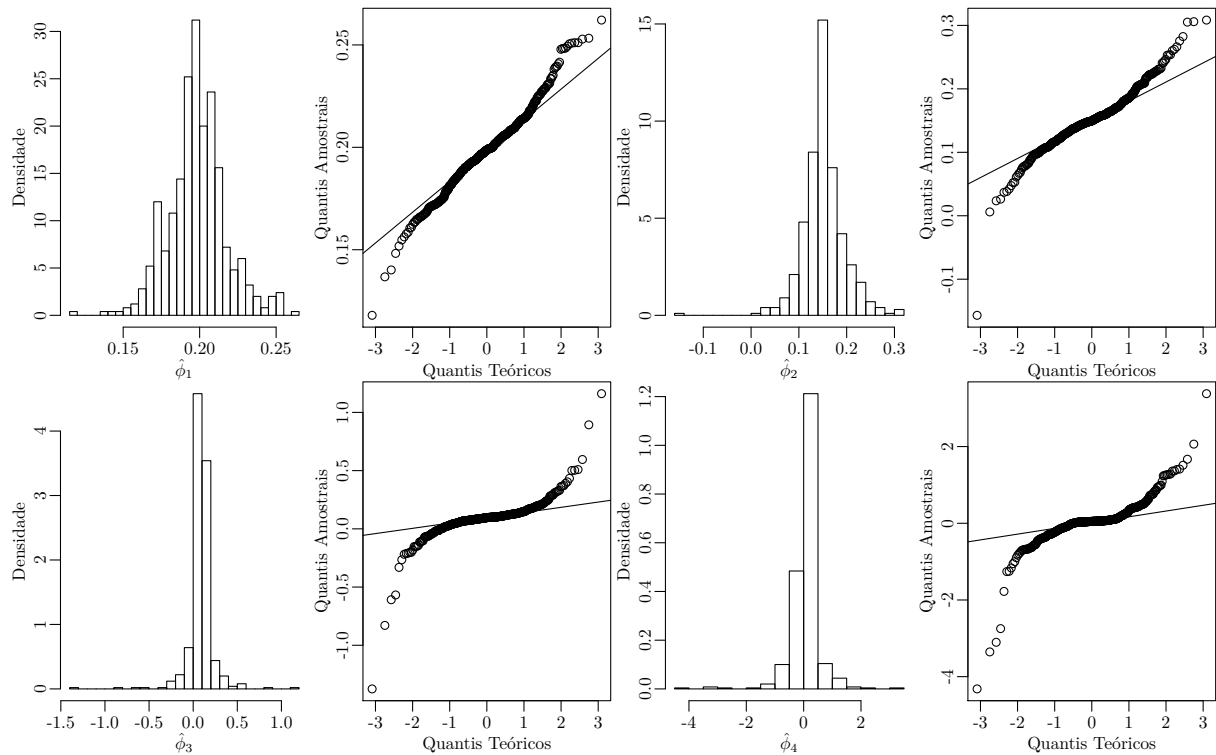 Densidade
30
25
20
15
10
5
0
0.15 0.20 0.25
ϕ̂₁
Quantis Amostrais
0.25
0.20
0.15
-3 -2 -1 0 1 2 3
Quantis Teóricos
Densidade
15
10
5
0
-0.1 0.0 0.1 0.2 0.3
ϕ̂₂
Quantis Amostrais
0.3
0.2
0.1
0.0
-0.1
-3 -2 -1 0 1 2 3
Quantis Teóricos
Densidade
4
3
2
1
0
-1.5 -1.0 -0.5 0.0 0.5 1.0
ϕ̂₃
Quantis Amostrais
1.0
0.5
0.0
-0.5
-1.0
-3 -2 -1 0 1 2 3
Quantis Teóricos
Densidade
1.2
1.0
0.8
0.6
0.4
0.2
0.0
-4 -2 0 2
ϕ̂₄
Quantis Amostrais
2
0
-2
-4
-3 -2 -1 0 1 2 3
Quantis Teóricos